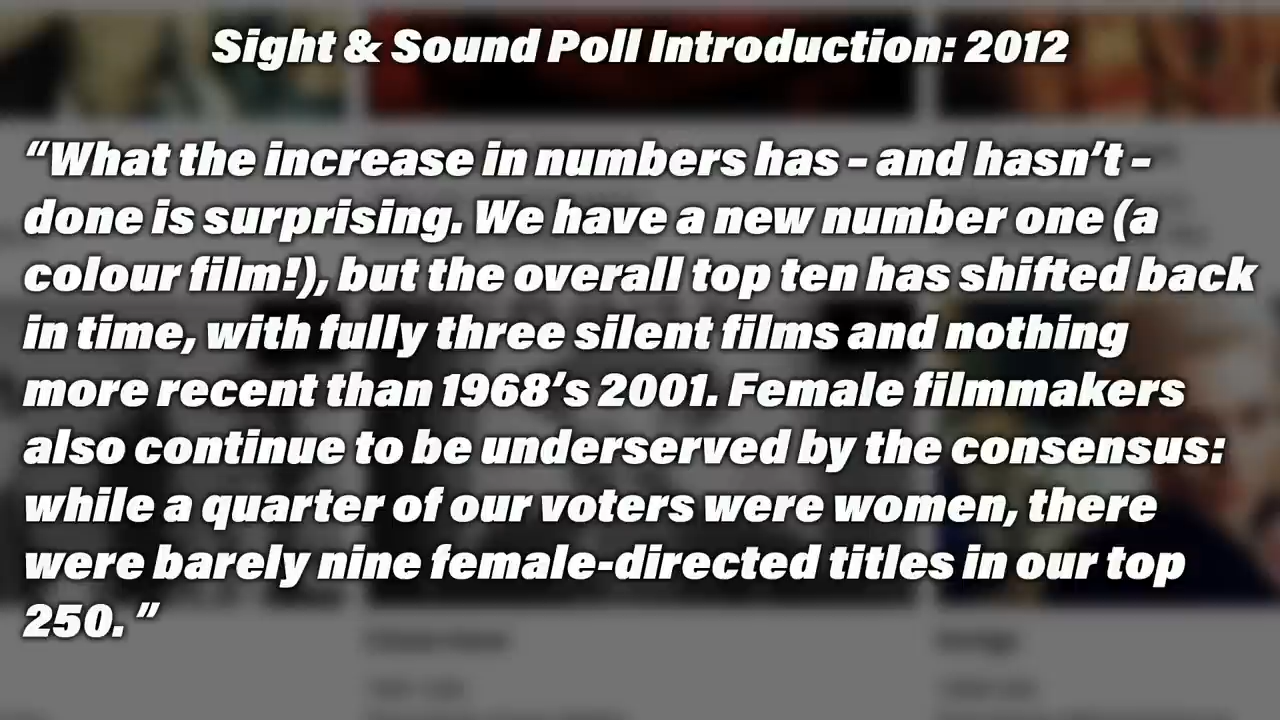 Sight & Sound Poll Introduction: 2012
“What the increase in numbers has - and hasn’t -
done is surprising. We have a new number one (a
colour film!), but the overall top ten has shifted back
in time, with fully three silent films and nothing
more recent than 1968’s 2001. Female filmmakers
also continue to be underserved by the consensus:
while a quarter of our voters were women, there
were barely nine female-directed titles in our top
250. ”